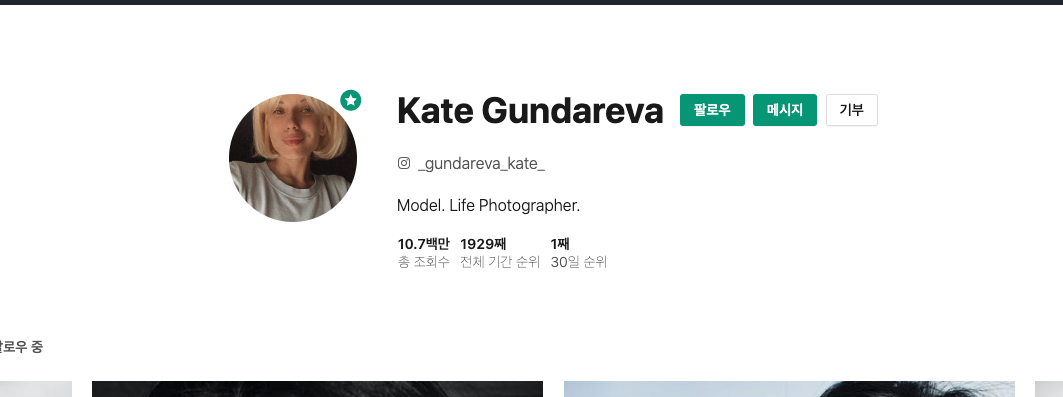 Kate Gundareva 팔로우 메시지 기부
_gundareva_kate_
Model. Life Photographer.
10.7백만 1929째 1째
총 조회수 전체 기간 순위 30일 순위
팔로우 중